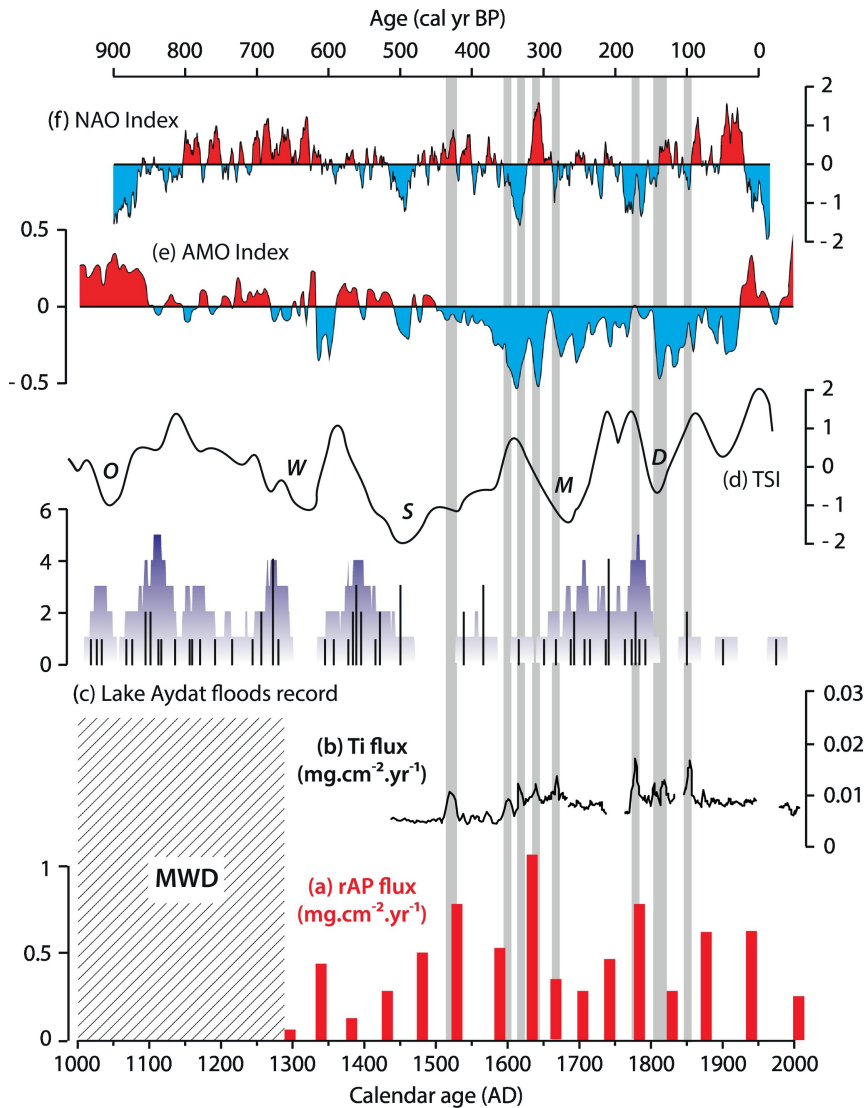 Age (cal yr BP)
900 800 700 600 500 400 300 200 100 0
(f) NAO Index
2
1
0
- 1
- 2
0.5
0
- 0.5
(e) AMO Index
2
1
0
- 1
- 2
O W S M D
(d) TSI
6
4
2
0
(c) Lake Aydat floods record
0.03
0.02
0.01
0
(b) Ti flux
(mg.cm⁻².yr⁻¹)
MWD
1
0.5
0
(a) rAP flux
(mg.cm⁻².yr⁻¹)
1000 1100 1200 1300 1400 1500 1600 1700 1800 1900 2000
Calendar age (AD)